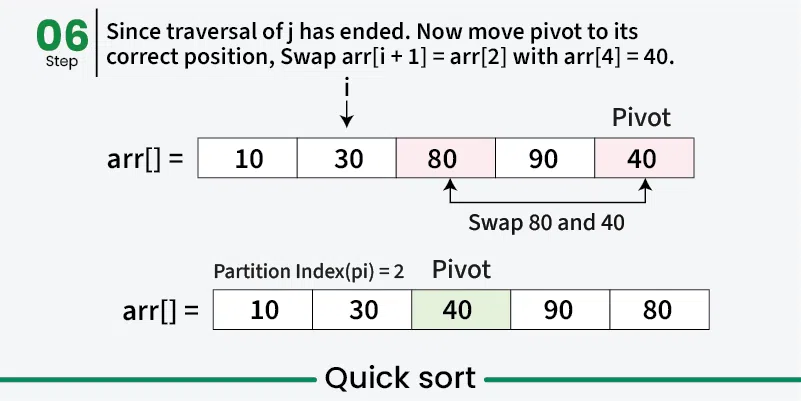 06
Step
Since traversal of j has ended. Now move pivot to its
correct position, Swap arr[i + 1] = arr[2] with arr[4] = 40.
i
Pivot
arr[] = 10 30 80 90 40
Swap 80 and 40
Partition Index(pi) = 2 Pivot
arr[] = 10 30 40 90 80
Quick sort